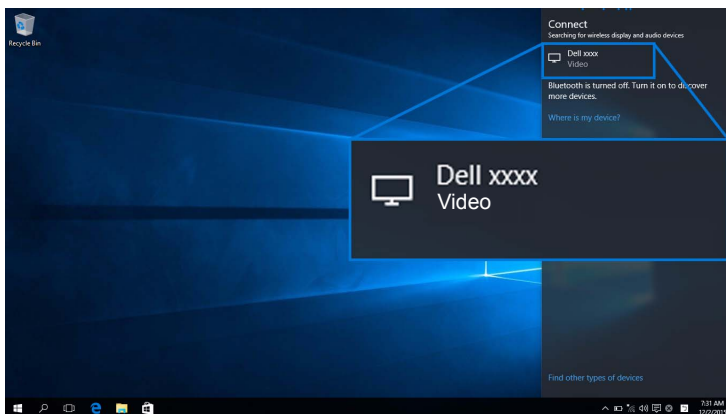 Recycle Bin
Connect
Searching for wireless display and audio devices
Dell xxxx
Video
Bluetooth is turned off. Turn it on to discover
more devices.
Where is my device?
Dell xxxx
Video
Find other types of devices
7:31 AM